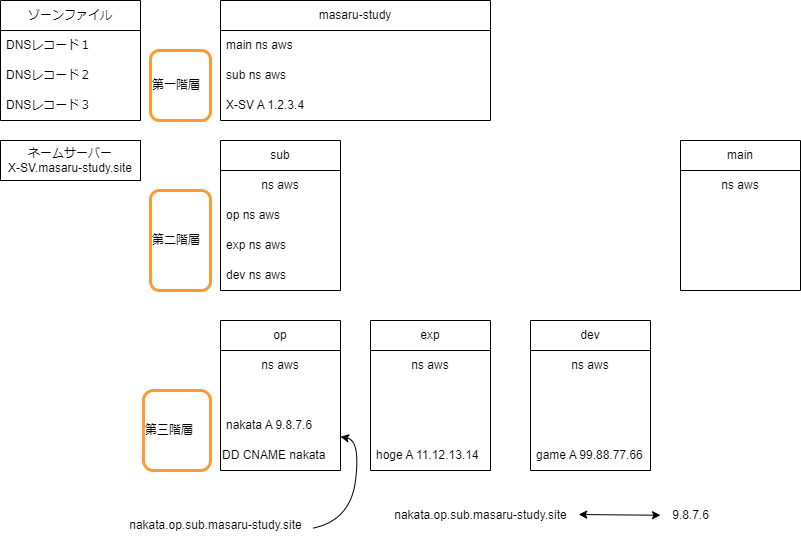 ゾーンファイル
DNSレコード1
DNSレコード2
DNSレコード3
第一階層
masaru-study
main ns aws
sub ns aws
X-SV A 1.2.3.4
ネームサーバー
X-SV.masaru-study.site
第二階層
sub
ns aws
op ns aws
exp ns aws
dev ns aws
main
ns aws
第三階層
op
ns aws
nakata A 9.8.7.6
DD CNAME nakata
exp
ns aws
hoge A 11.12.13.14
dev
ns aws
game A 99.88.77.66
nakata.op.sub.masaru-study.site
nakata.op.sub.masaru-study.site
9.8.7.6